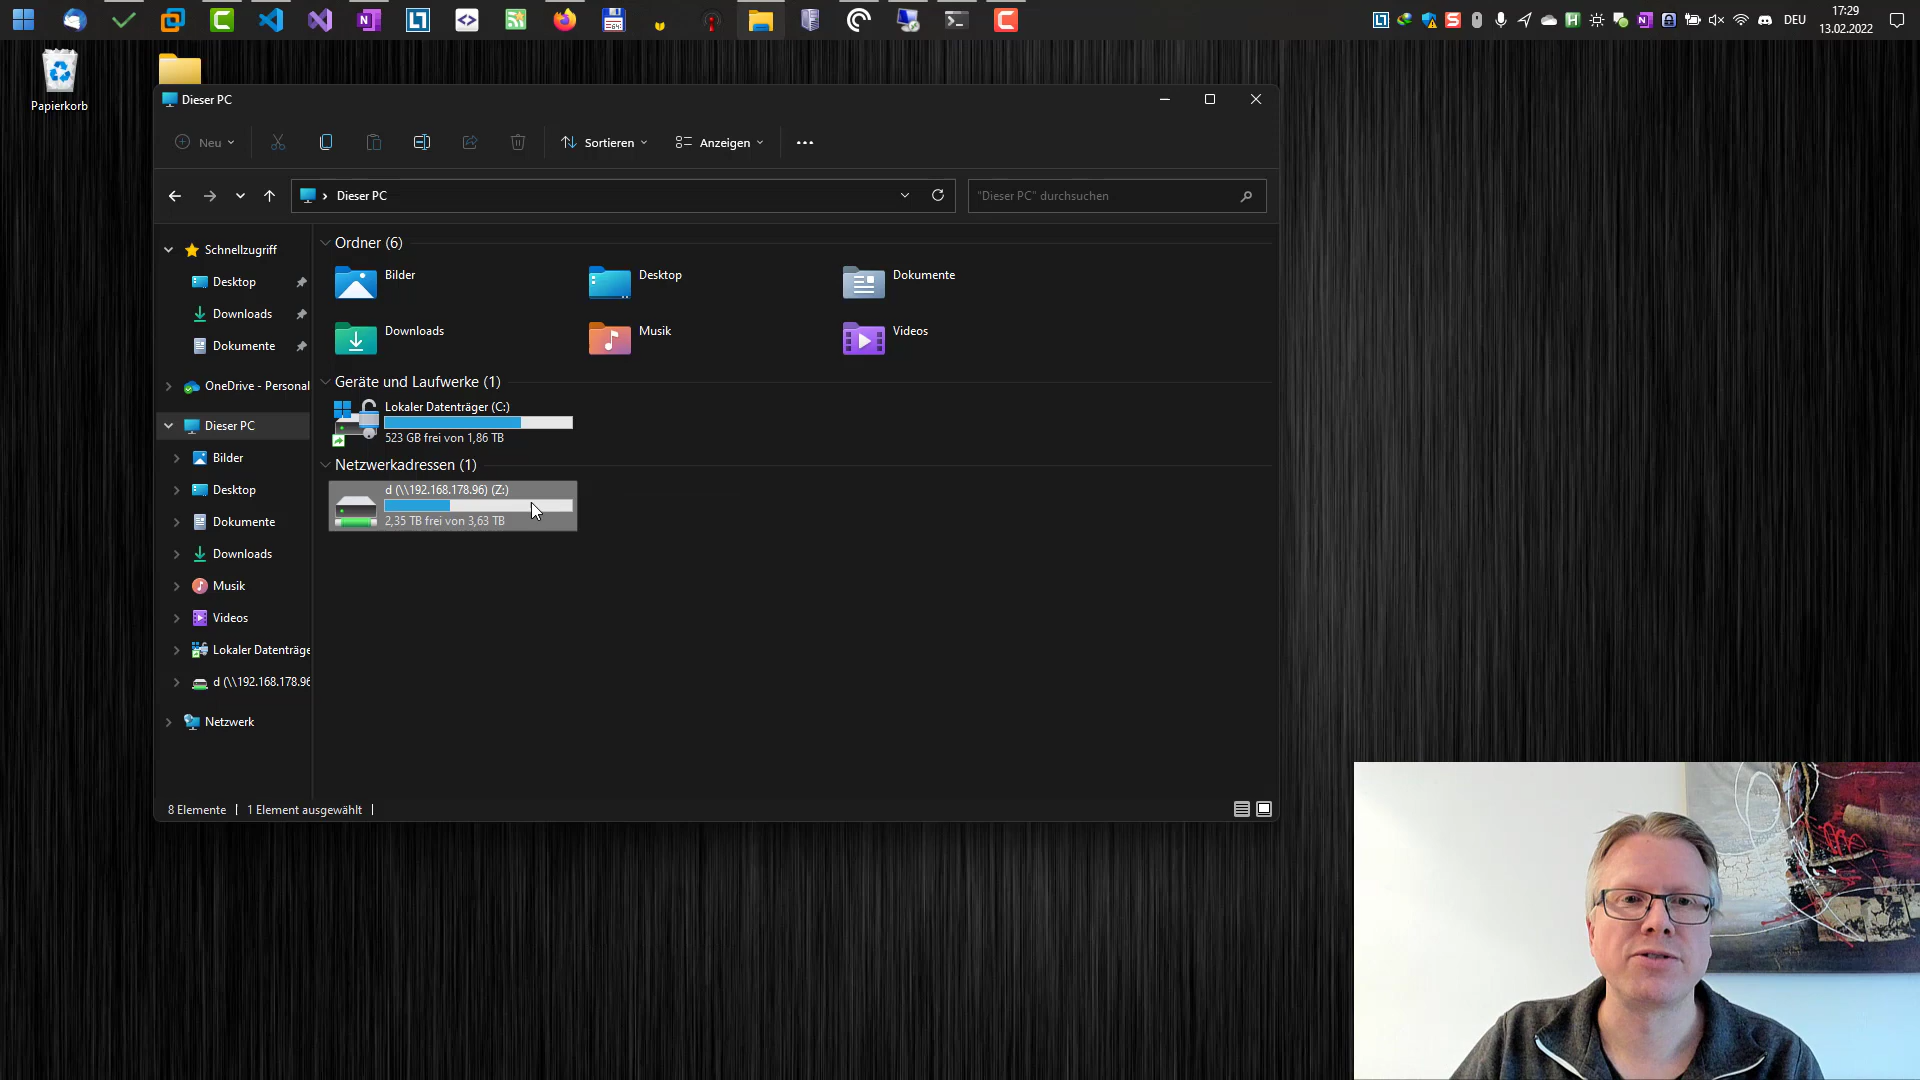 DEU
17:29
13.02.2022
Papierkorb
Dieser PC
Neu
Sortieren
Anzeigen
Dieser PC
"Dieser PC" durchsuchen
Schnellzugriff
Desktop
Downloads
Dokumente
OneDrive - Personal
Dieser PC
Bilder
Desktop
Dokumente
Downloads
Musik
Videos
Lokaler Datenträge
d (\\192.168.178.96
Netzwerk
Ordner (6)
Bilder
Desktop
Dokumente
Downloads
Musik
Videos
Geräte und Laufwerke (1)
Lokaler Datenträger (C:)
523 GB frei von 1,86 TB
Netzwerkadressen (1)
d (\\192.168.178.96) (Z:)
2,35 TB frei von 3,63 TB
8 Elemente
1 Element ausgewählt